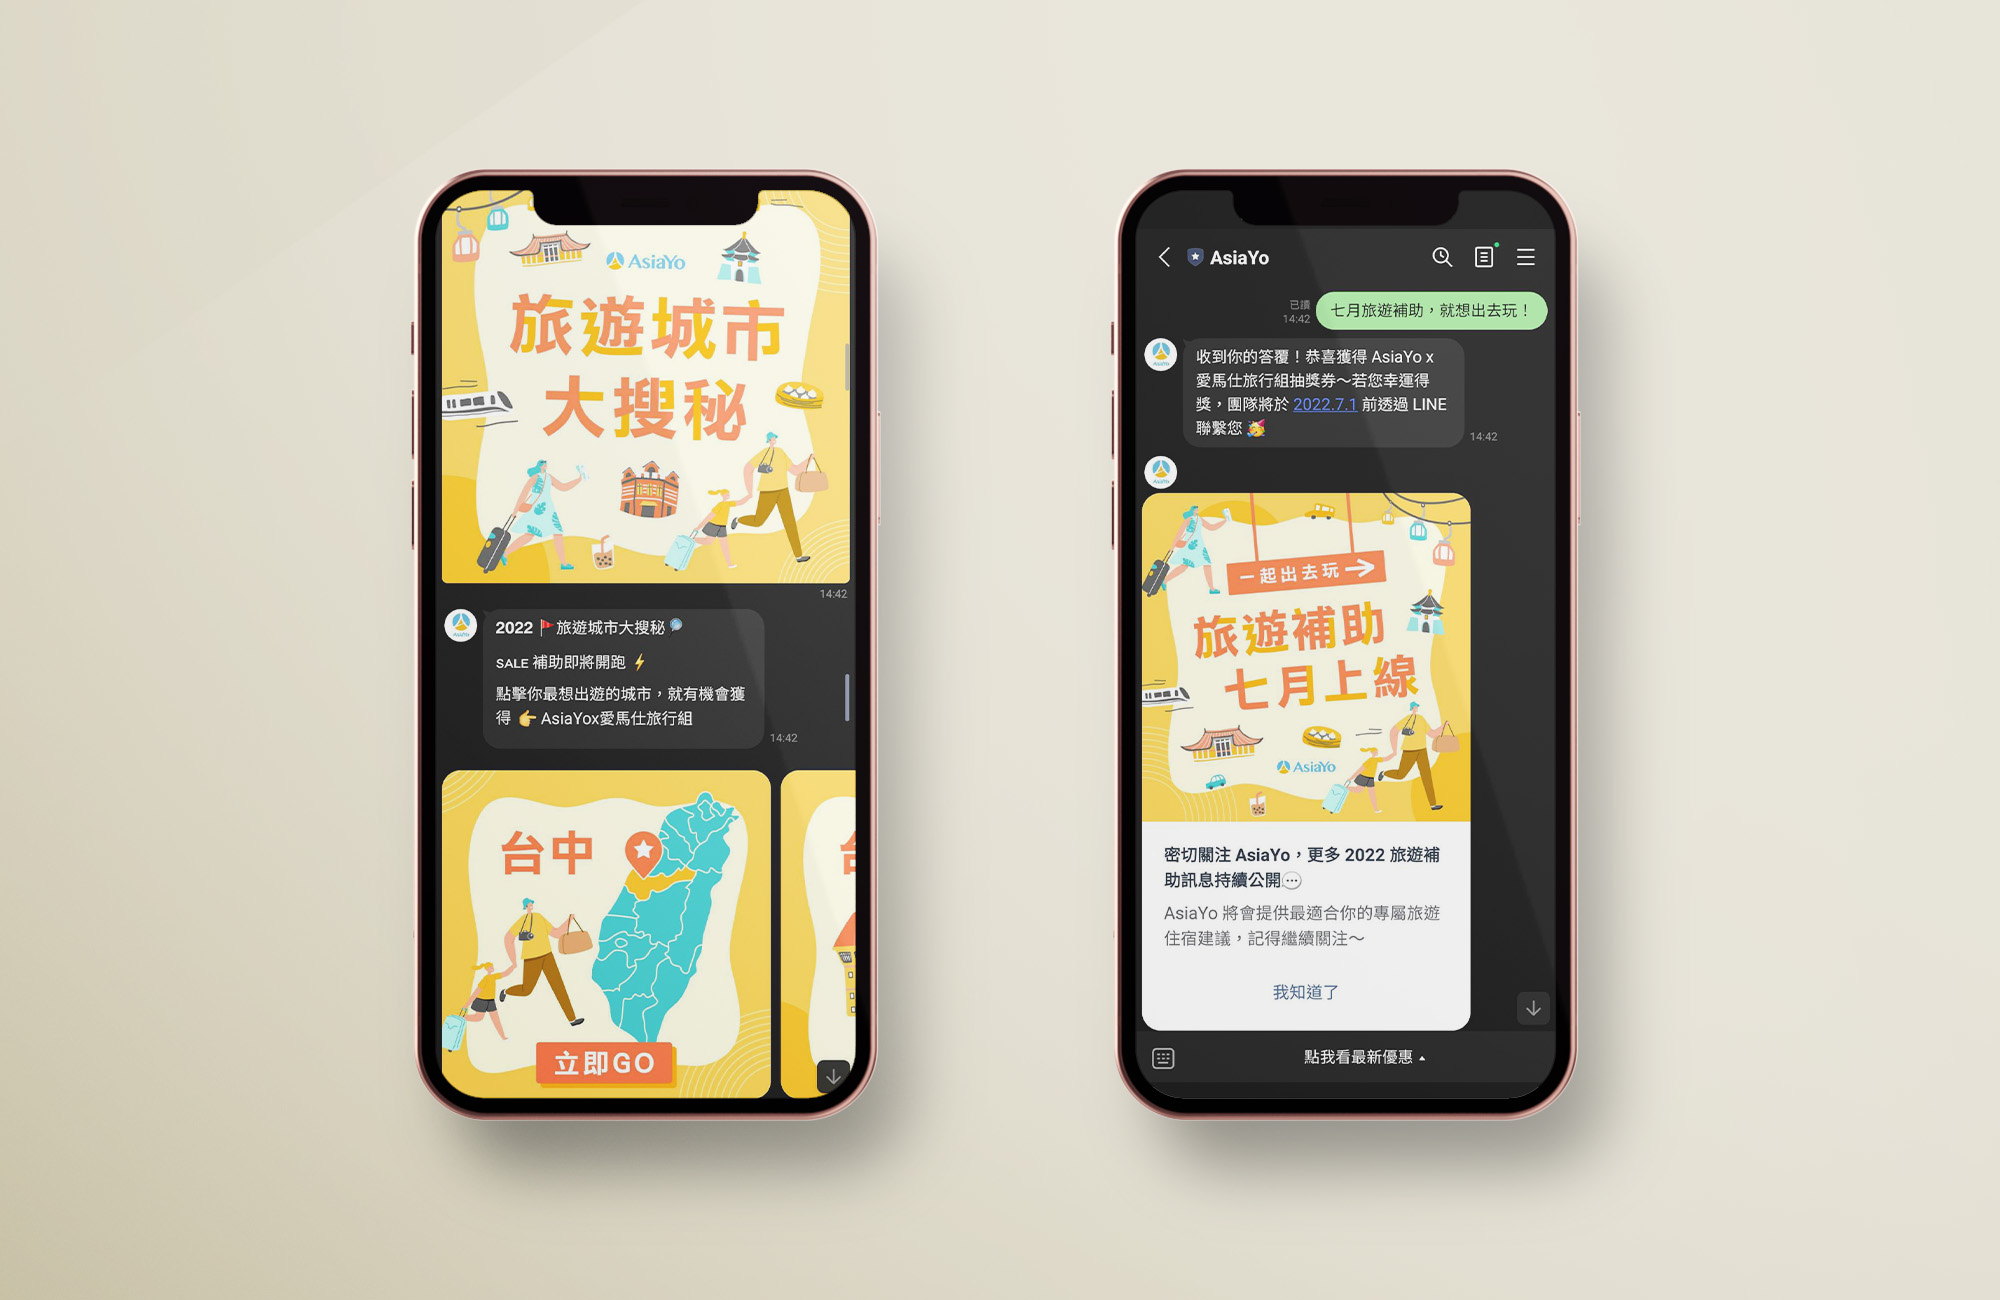 AsiaYo
旅遊城市
大搜秘
14:42
2022 🚩旅遊城市大搜秘🔍
SALE 補助即將開跑 ⚡
點擊你最想出遊的城市，就有機會獲
得 👉 AsiaYox愛馬仕旅行組
14:42
台中
立即GO
AsiaYo
已讀
14:42
七月旅遊補助，就想出去玩！
收到你的答覆！恭喜獲得 AsiaYo x
愛馬仕旅行組抽獎券～若您幸運得
獎，團隊將於 2022.7.1 前透過 LINE
聯繫您 🥳
14:42
一起出去玩
旅遊補助
七月上線
AsiaYo
密切關注 AsiaYo，更多 2022 旅遊補
助訊息持續公開💬
AsiaYo 將會提供最適合你的專屬旅遊
住宿建議，記得繼續關注～
我知道了
點我看最新優惠